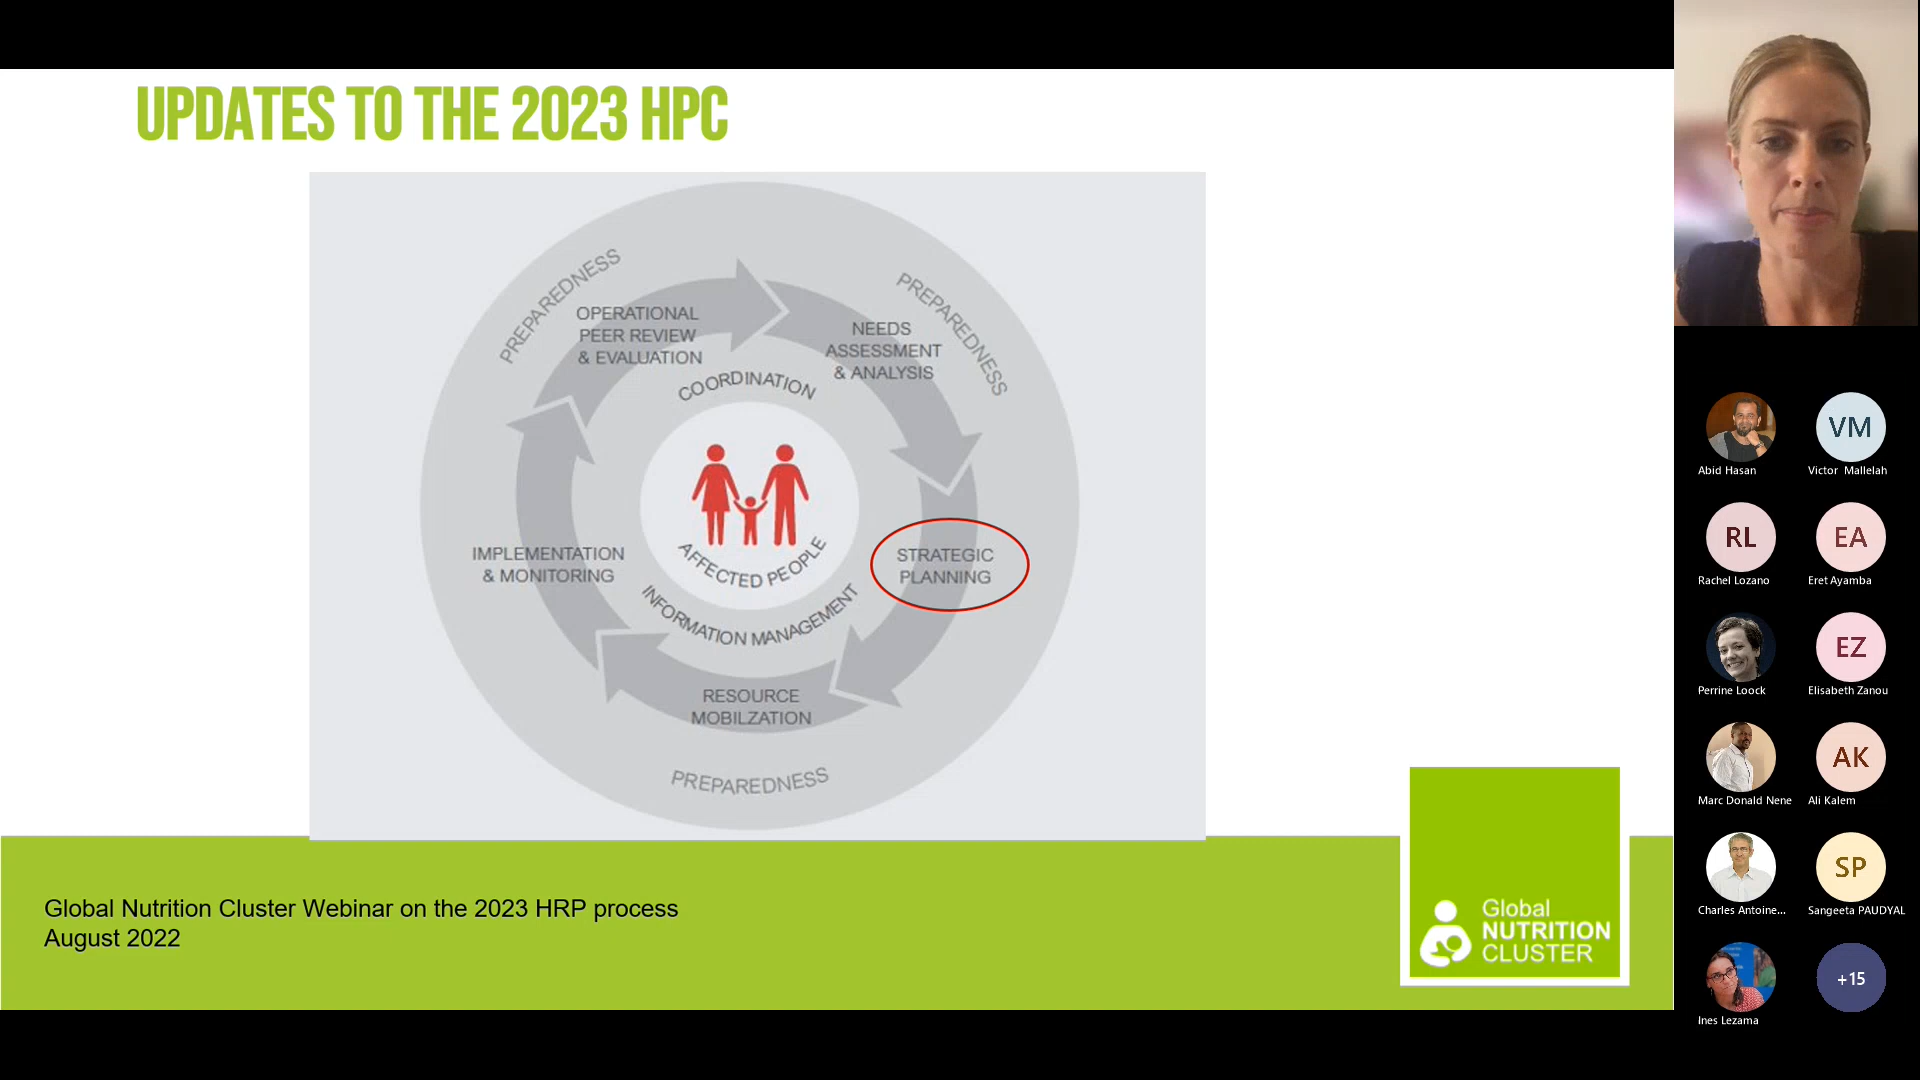 UPDATES TO THE 2023 HPC
PREPAREDNESS
PREPAREDNESS
OPERATIONAL
PEER REVIEW
& EVALUATION
NEEDS
ASSESSMENT
& ANALYSIS
COORDINATION
AFFECTED PEOPLE
INFORMATION MANAGEMENT
STRATEGIC
PLANNING
IMPLEMENTATION
& MONITORING
RESOURCE
MOBILZATION
PREPAREDNESS
Global Nutrition Cluster Webinar on the 2023 HRP process
August 2022
Global
NUTRITION
CLUSTER
Abid Hasan
VM
Victor Mallelah
RL
Rachel Lozano
EA
Eret Ayamba
Perrine Loock
EZ
Elisabeth Zanou
Marc Donald Nene
AK
Ali Kalem
Charles Antoine...
SP
Sangeeta PAUDYAL
Ines Lezama
+15